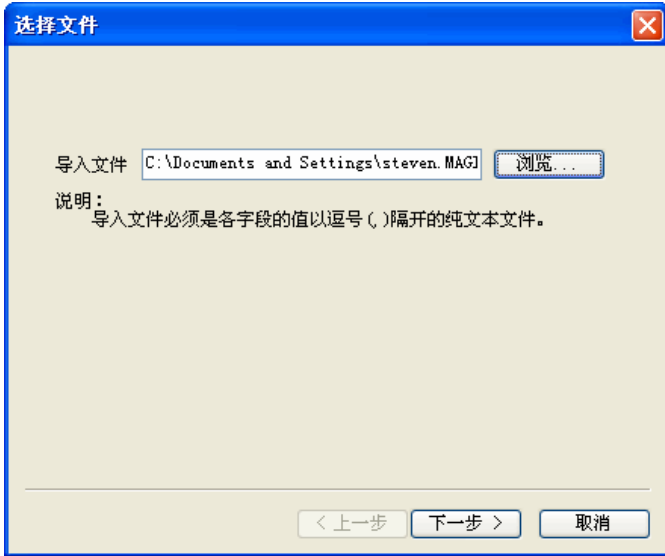 选择文件
导入文件 C:\Documents and Settings\steven.MAGI 浏览...
说明:
导入文件必须是各字段的值以逗号(,)隔开的纯文本文件。
< 上一步 下一步 > 取消